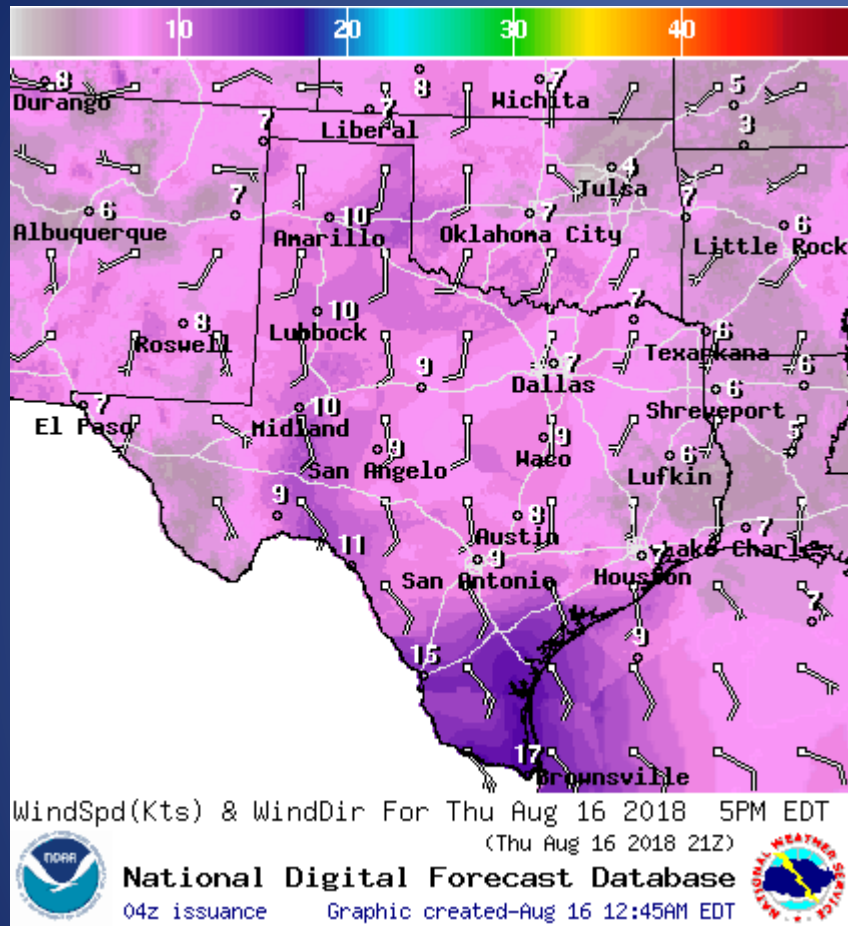 10 20 30 40
8 8 7 5
Durango Wichita
7 7 3
Liberal
4
Tulsa
6 7 10 7 7 6
Albuquerque Amarillo Oklahoma City Little Rock
8 10 7 6
Roswell Lubbock Texarkana
9 7 6
Dallas
7 10 6
El Paso Midland Shreveport
9 9 6 5
San Angelo Waco Lufkin
9 8 7
Austin Lake Charles
11 9 7
San Antonio Houston
7
9
15
17
Brownsville
WindSpd(Kts) & WindDir For Thu Aug 16 2018 5PM EDT
(Thu Aug 16 2018 21Z)
NOAA
National Digital Forecast Database
04z issuance Graphic created-Aug 16 12:45AM EDT
NATIONAL WEATHER SERVICE